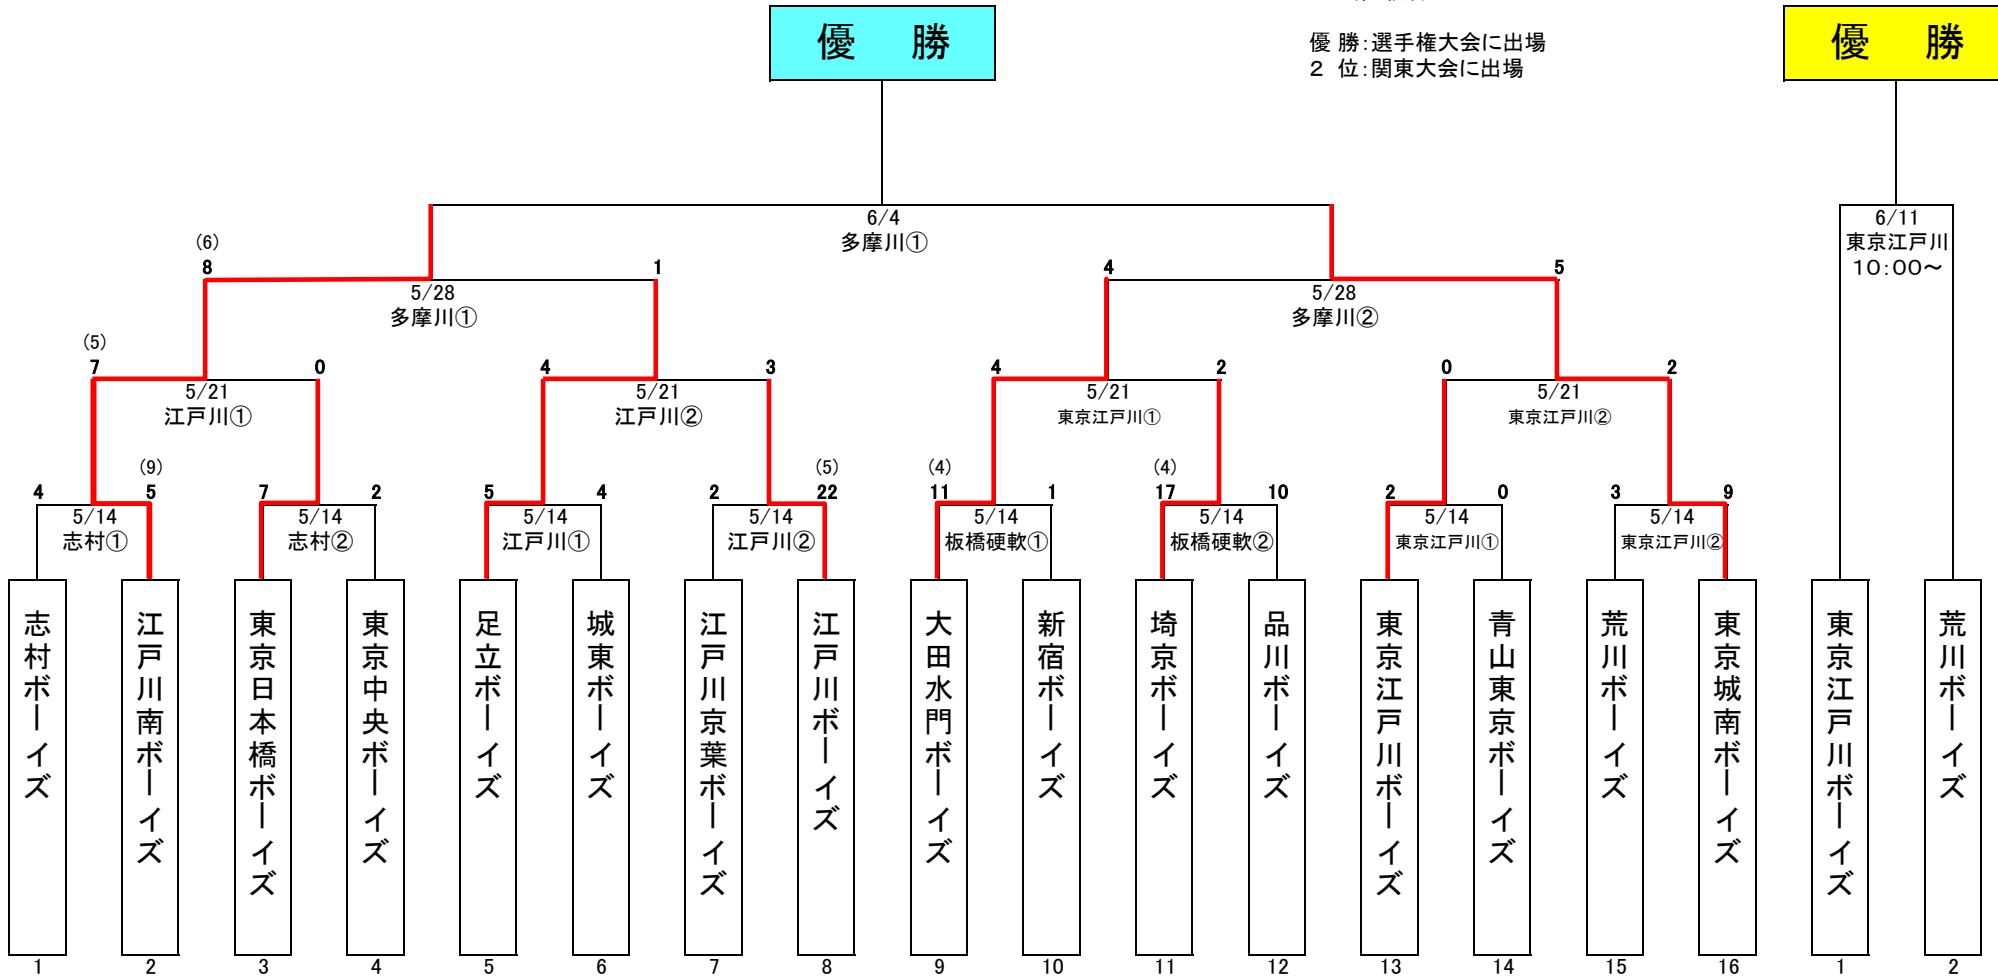 優　勝
優　勝
優 勝：選手権大会に出場
２ 位：関東大会に出場
6/4
多摩川①
6/11
東京江戸川
10：00～
(6)
8
1
4
5
5/28
多摩川①
5/28
多摩川②
(5)
7
0
4
3
4
2
0
2
5/21
江戸川①
5/21
江戸川②
5/21
東京江戸川①
5/21
東京江戸川②
(9)
(5)
(4)
(4)
4
5
7
2
5
4
2
22
11
1
17
10
2
0
3
9
5/14
志村①
5/14
志村②
5/14
江戸川①
5/14
江戸川②
5/14
板橋硬軟①
5/14
板橋硬軟②
5/14
東京江戸川①
5/14
東京江戸川②
志村ボーイズ
江戸川南ボーイズ
東京日本橋ボーイズ
東京中央ボーイズ
足立ボーイズ
城東ボーイズ
江戸川京葉ボーイズ
江戸川ボーイズ
大田水門ボーイズ
新宿ボーイズ
埼京ボーイズ
品川ボーイズ
東京江戸川ボーイズ
青山東京ボーイズ
荒川ボーイズ
東京城南ボーイズ
東京江戸川ボーイズ
荒川ボーイズ
1
2
3
4
5
6
7
8
9
10
11
12
13
14
15
16
1
2